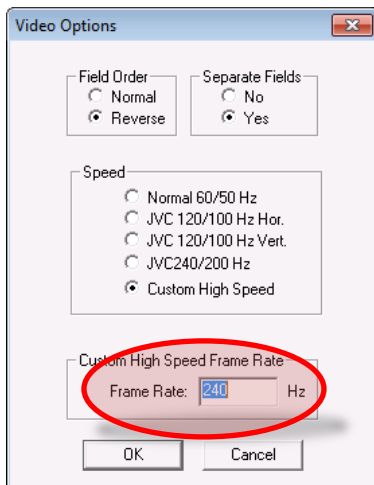 Video Options
Field Order Separate Fields
Normal No
Reverse Yes
Speed
Normal 60/50 Hz
JVC 120/100 Hz Hor.
JVC 120/100 Hz Vert.
JVC240/200 Hz
Custom High Speed
Custom High Speed Frame Rate
Frame Rate: 240 Hz
OK Cancel